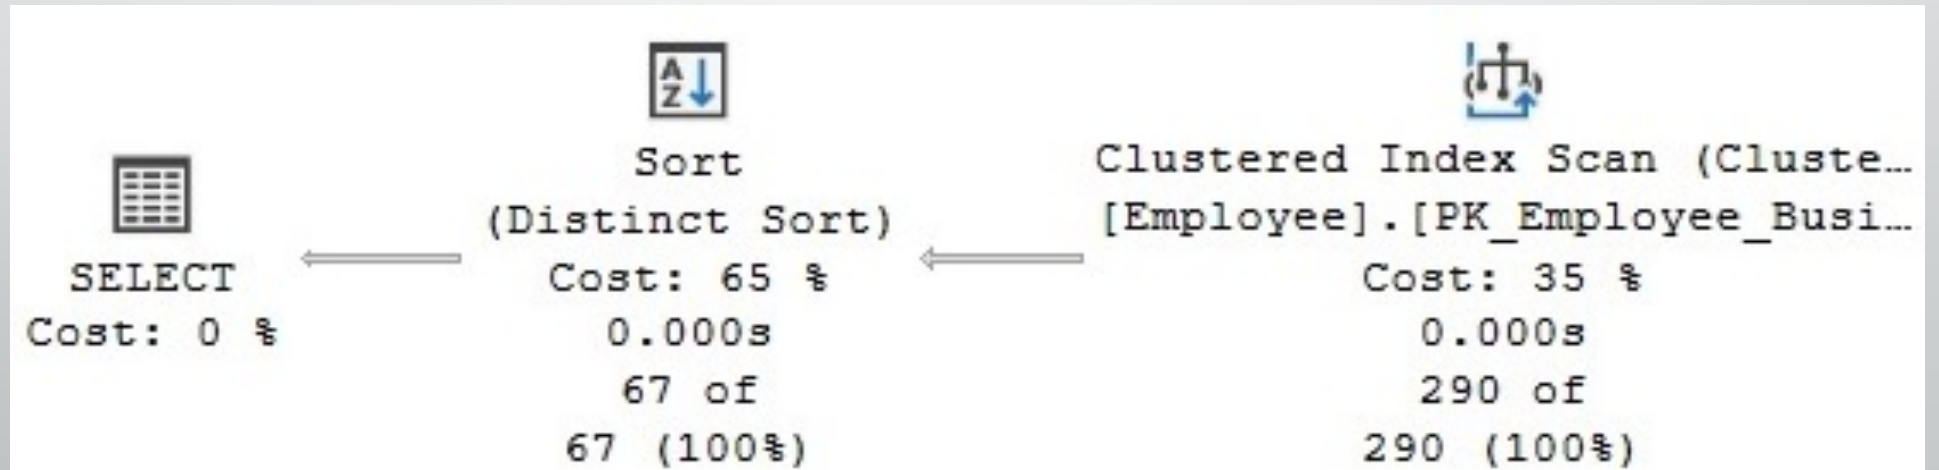 SELECT
Cost: 0 %
A
Z
Sort
(Distinct Sort)
Cost: 65 %
0.000s
67 of
67 (100%)
Clustered Index Scan (Cluste…
[Employee].[PK_Employee_Busi…
Cost: 35 %
0.000s
290 of
290 (100%)